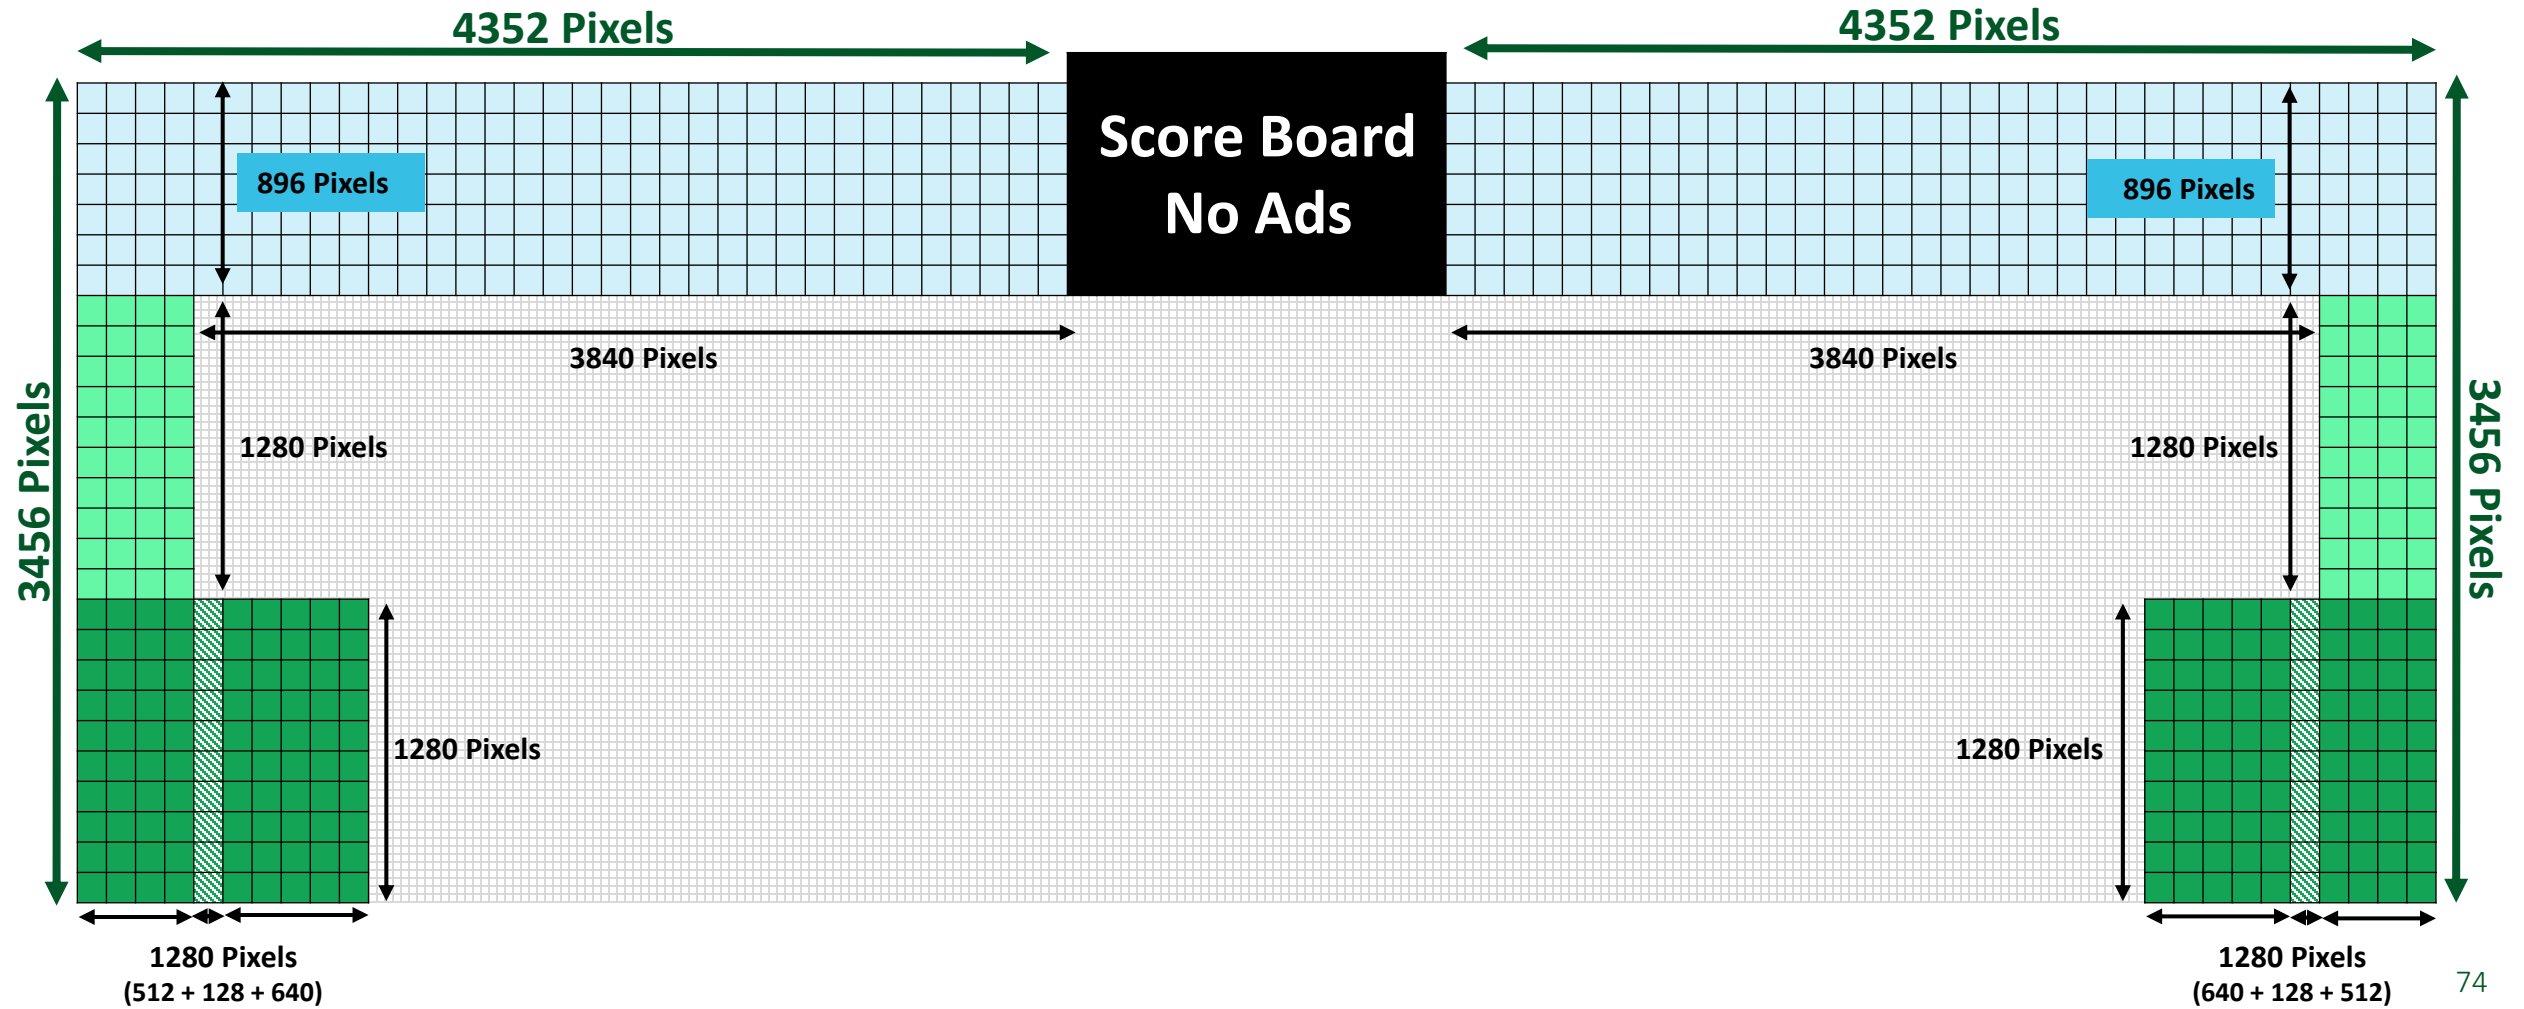 4352 Pixels
4352 Pixels
Score Board
No Ads
896 Pixels
896 Pixels
3840 Pixels
3840 Pixels
3456 Pixels
1280 Pixels
1280 Pixels
3456 Pixels
1280 Pixels
1280 Pixels
1280 Pixels
(512 + 128 + 640)
1280 Pixels
(640 + 128 + 512)
74